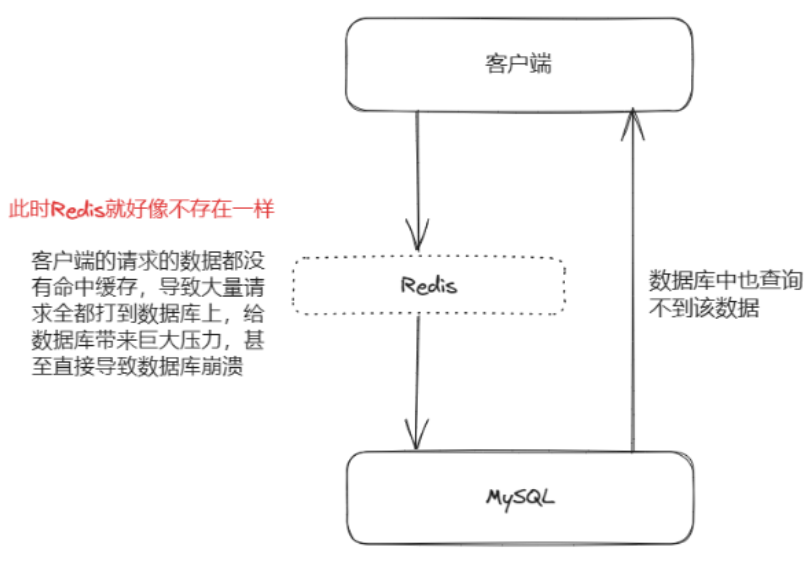 客户端
此时Redis就好像不存在一样
客户端的请求的数据都没
有命中缓存，导致大量请
求全都打到数据库上，给
数据库带来巨大压力，甚
至直接导致数据库崩溃
Redis
数据库中也查询
不到该数据
MySQL